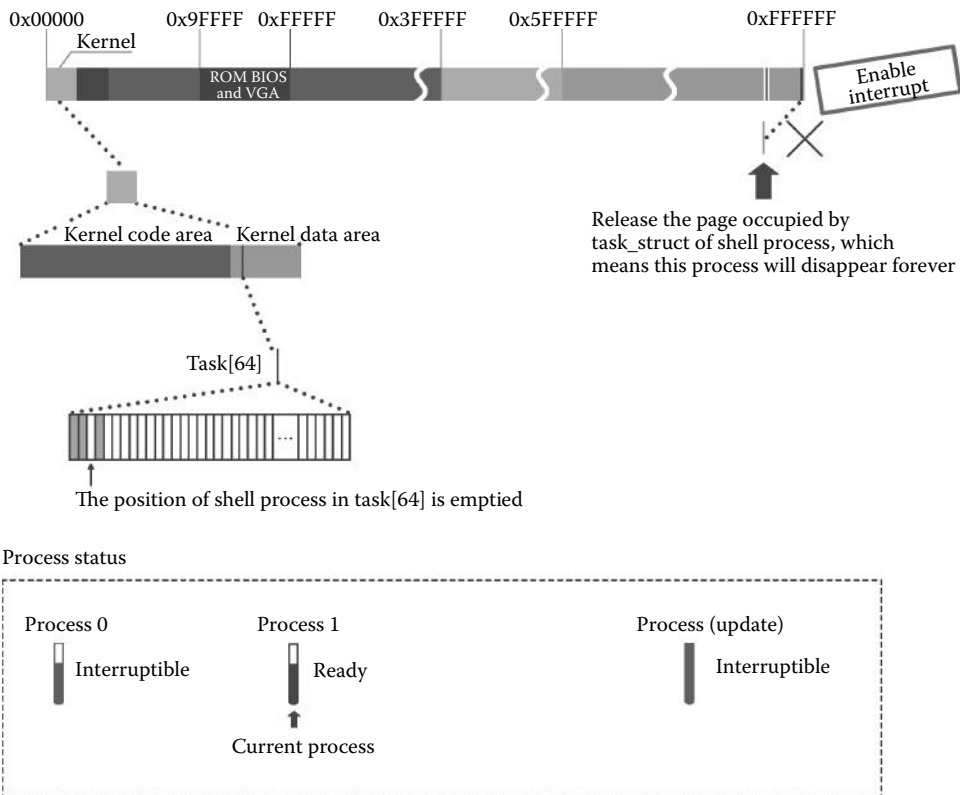 0x00000 0x9FFFF 0xFFFFF 0x3FFFFF 0x5FFFFF 0xFFFFFF
Kernel
ROM BIOS
and VGA
Enable
interrupt
Release the page occupied by
task_struct of shell process, which
means this process will disappear forever
Kernel code area Kernel data area
Task[64]
...
The position of shell process in task[64] is emptied
Process status
Process 0 Process 1 Process (update)
Interruptible Ready Interruptible
Current process